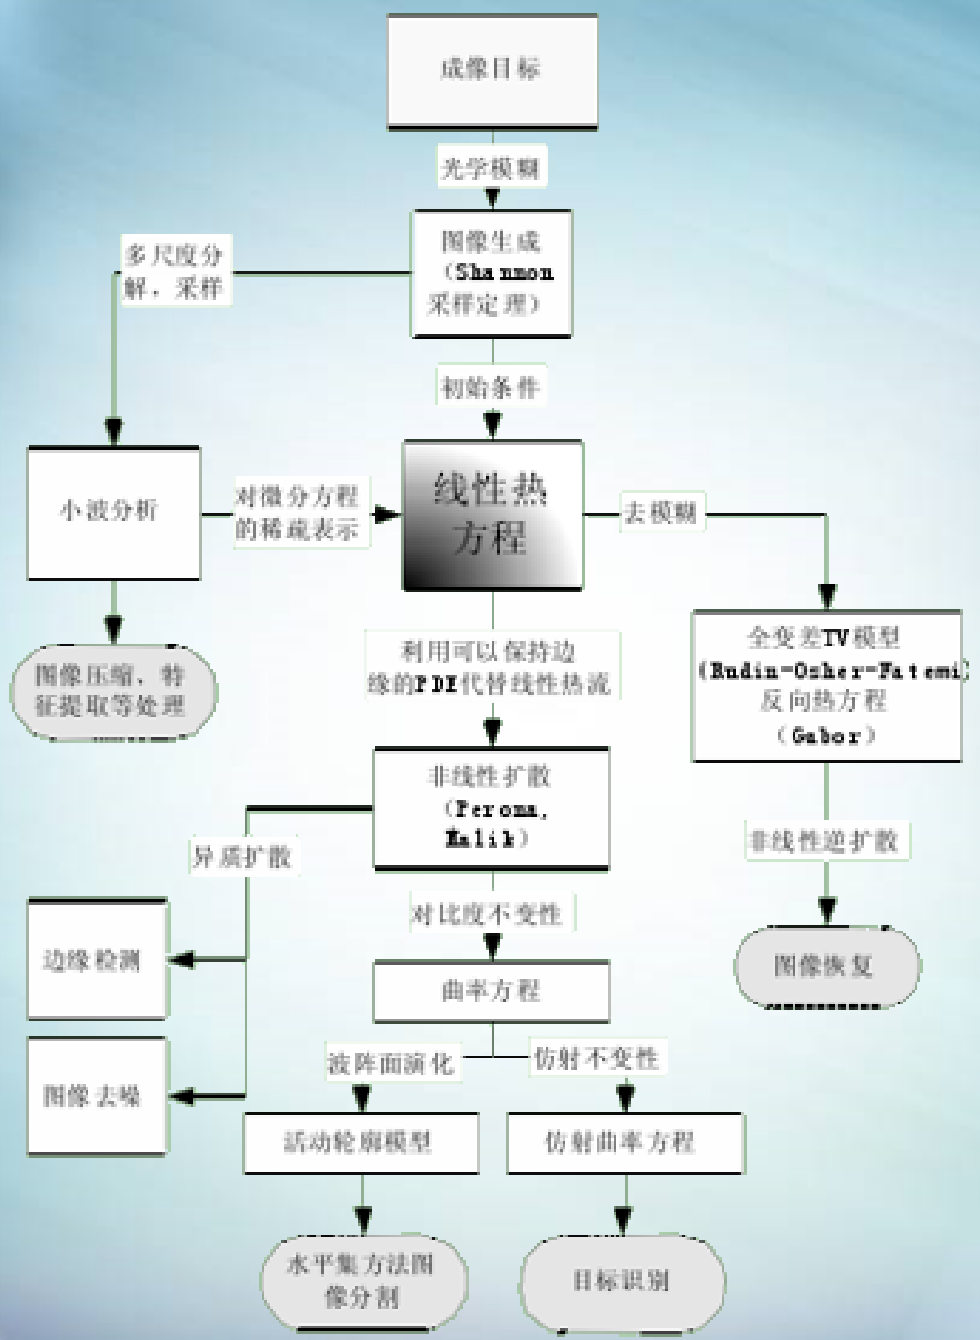 成像目标
光学模糊
图像生成
（Shannon
采样定理）
多尺度分
解、采样
初始条件
小波分析
对微分方程
的稀疏表示
线性热
方程
去模糊
图像压缩、特
征提取等处理
利用可以保持边
缘的PDE代替线性热流
全变差TV模型
(Rudin-Osher-Fatemi)
反向热方程
（Gabor）
非线性扩散
（Perona,
Malik）
异质扩散
非线性逆扩散
对比度不变性
边缘检测
曲率方程
图像恢复
波阵面演化
仿射不变性
图像去噪
活动轮廓模型
仿射曲率方程
水平集方法图
像分割
目标识别